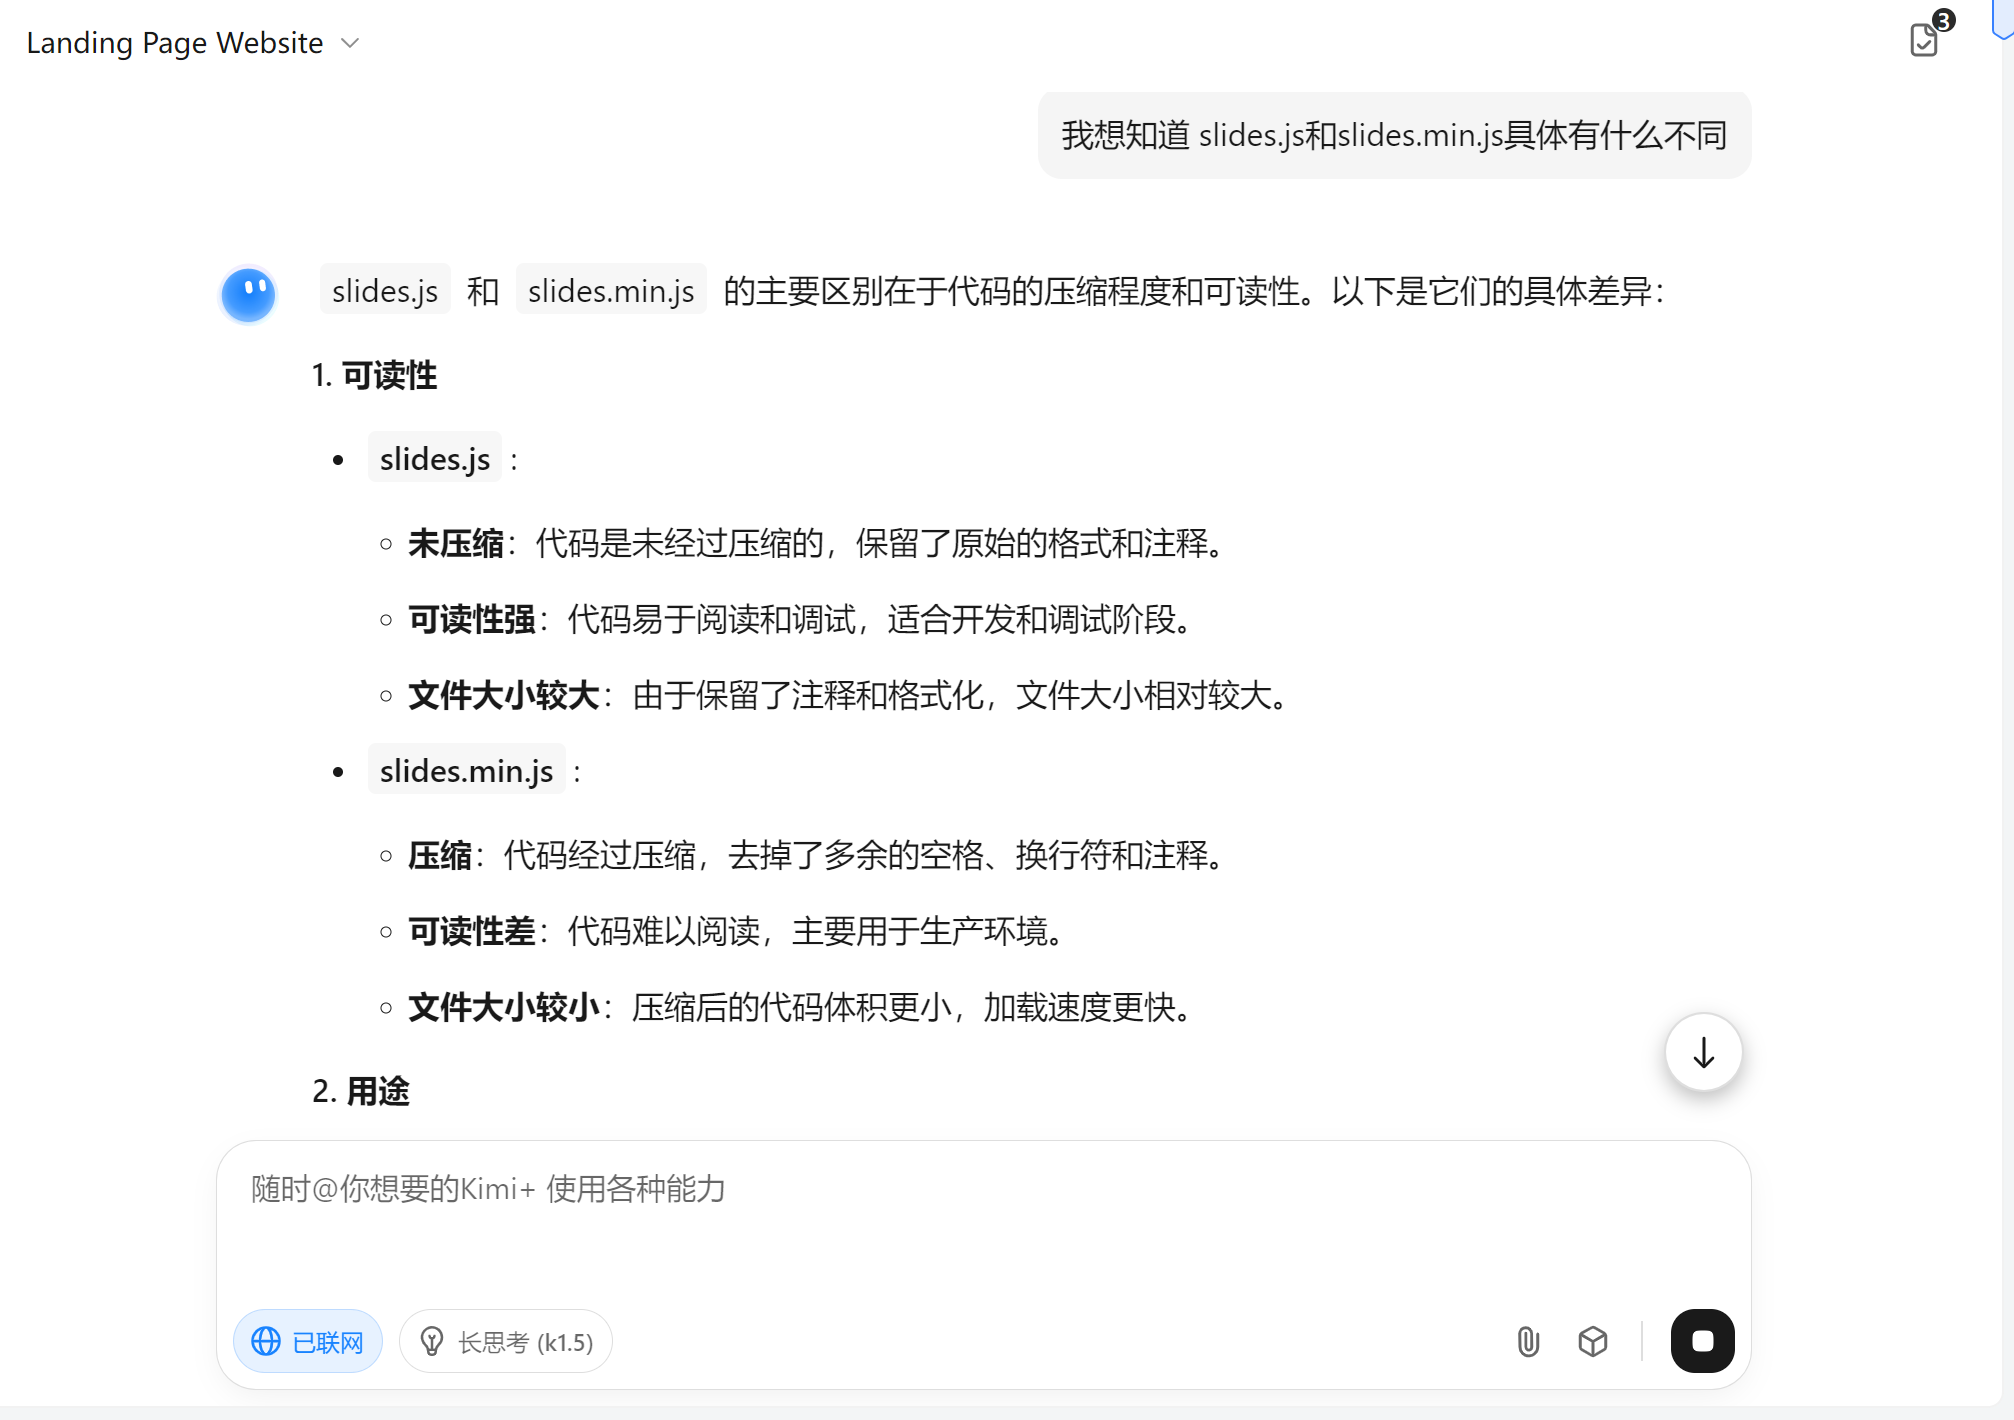 Landing Page Website
3
我想知道 slides.js和slides.min.js具体有什么不同
slides.js 和 slides.min.js 的主要区别在于代码的压缩程度和可读性。以下是它们的具体差异：
1. 可读性
• slides.js :
◦ 未压缩：代码是未经过压缩的，保留了原始的格式和注释。
◦ 可读性强：代码易于阅读和调试，适合开发和调试阶段。
◦ 文件大小较大：由于保留了注释和格式化，文件大小相对较大。
• slides.min.js :
◦ 压缩：代码经过压缩，去掉了多余的空格、换行符和注释。
◦ 可读性差：代码难以阅读，主要用于生产环境。
◦ 文件大小较小：压缩后的代码体积更小，加载速度更快。
2. 用途
随时@你想要的Kimi+ 使用各种能力
已联网
长思考 (k1.5)